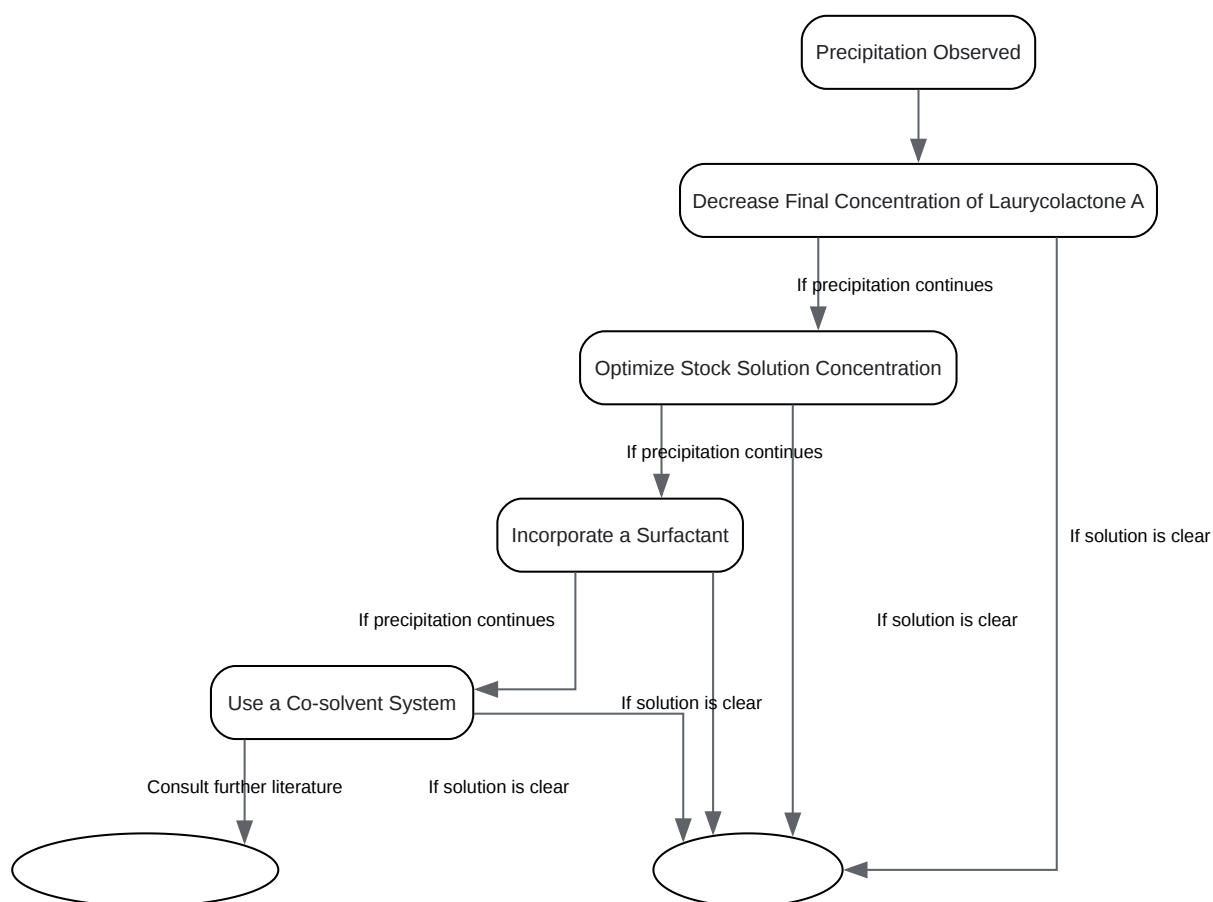 Precipitation Observed
Decrease Final Concentration of Laurycolactone A
If precipitation continues
Optimize Stock Solution Concentration
If precipitation continues
Incorporate a Surfactant
If solution is clear
If precipitation continues
If solution is clear
Use a Co-solvent System
If solution is clear
Consult further literature
If solution is clear